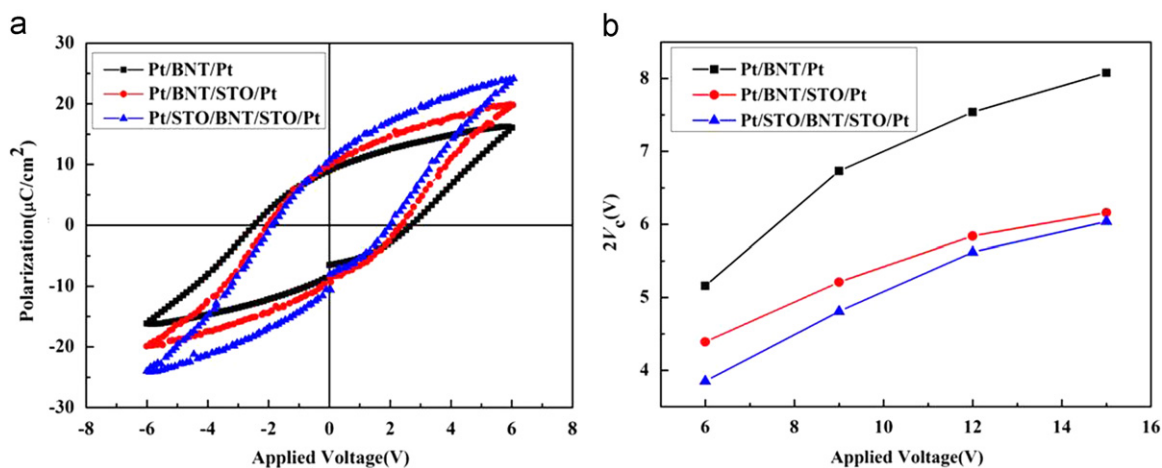 a
30
20
10
0
-10
-20
-30
Polarization(μC/cm²)
Pt/BNT/Pt
Pt/BNT/STO/Pt
Pt/STO/BNT/STO/Pt
-8 -6 -4 -2 0 2 4 6 8
Applied Voltage(V)
b
8
7
6
5
4
2Vc(V)
Pt/BNT/Pt
Pt/BNT/STO/Pt
Pt/STO/BNT/STO/Pt
6 8 10 12 14 16
Applied Voltage(V)